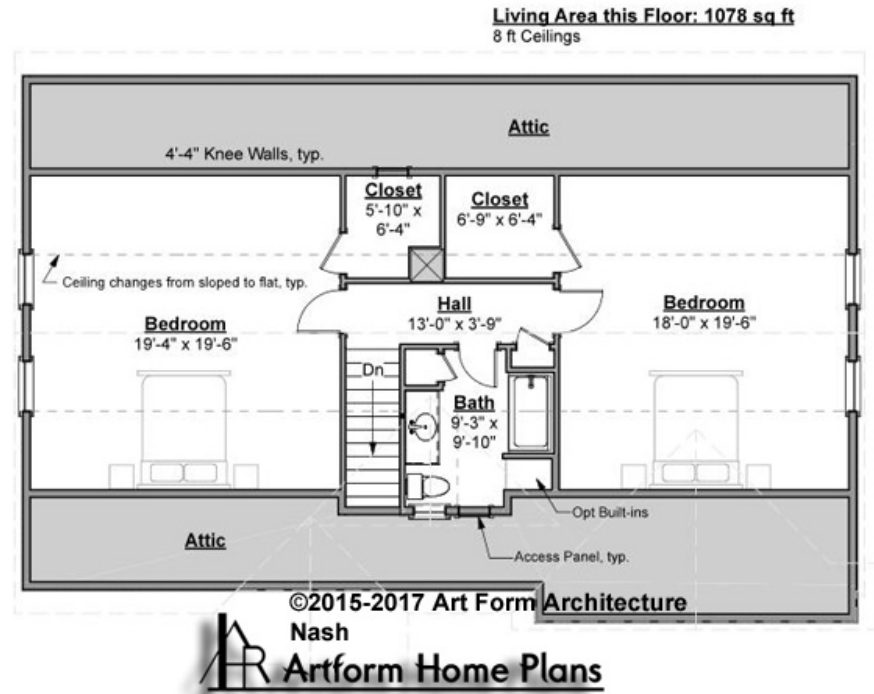 Living Area this Floor: 1078 sq ft
8 ft Ceilings
Attic
4'-4" Knee Walls, typ.
Closet
5'-10" x
6'-4"
Closet
6'-9" x 6'-4"
Ceiling changes from sloped to flat, typ.
Hall
13'-0" x 3'-9"
Bedroom
19'-4" x 19'-6"
Bedroom
18'-0" x 19'-6"
Dn
Bath
9'-3" x
9'-10"
Opt Built-ins
Attic
Access Panel, typ.
©2015-2017 Art Form Architecture
Nash
AFR Artform Home Plans